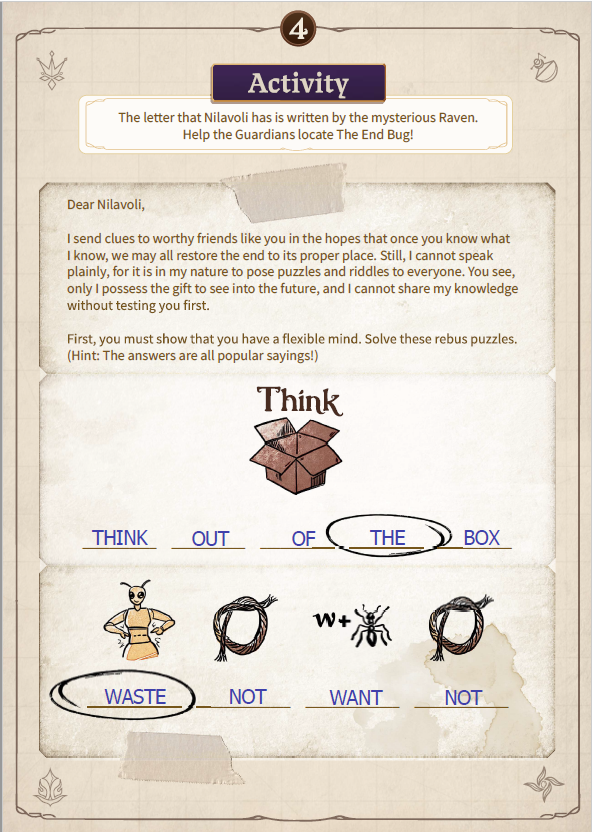 4
Activity
The letter that Nilavoli has is written by the mysterious Raven.
Help the Guardians locate The End Bug!
Dear Nilavoli,
I send clues to worthy friends like you in the hopes that once you know what
I know, we may all restore the end to its proper place. Still, I cannot speak
plainly, for it is in my nature to pose puzzles and riddles to everyone. You see,
only I possess the gift to see into the future, and I cannot share my knowledge
without testing you first.
First, you must show that you have a flexible mind. Solve these rebus puzzles.
(Hint: The answers are all popular sayings!)
Think
THINK OUT OF THE BOX
W+
WASTE NOT WANT NOT